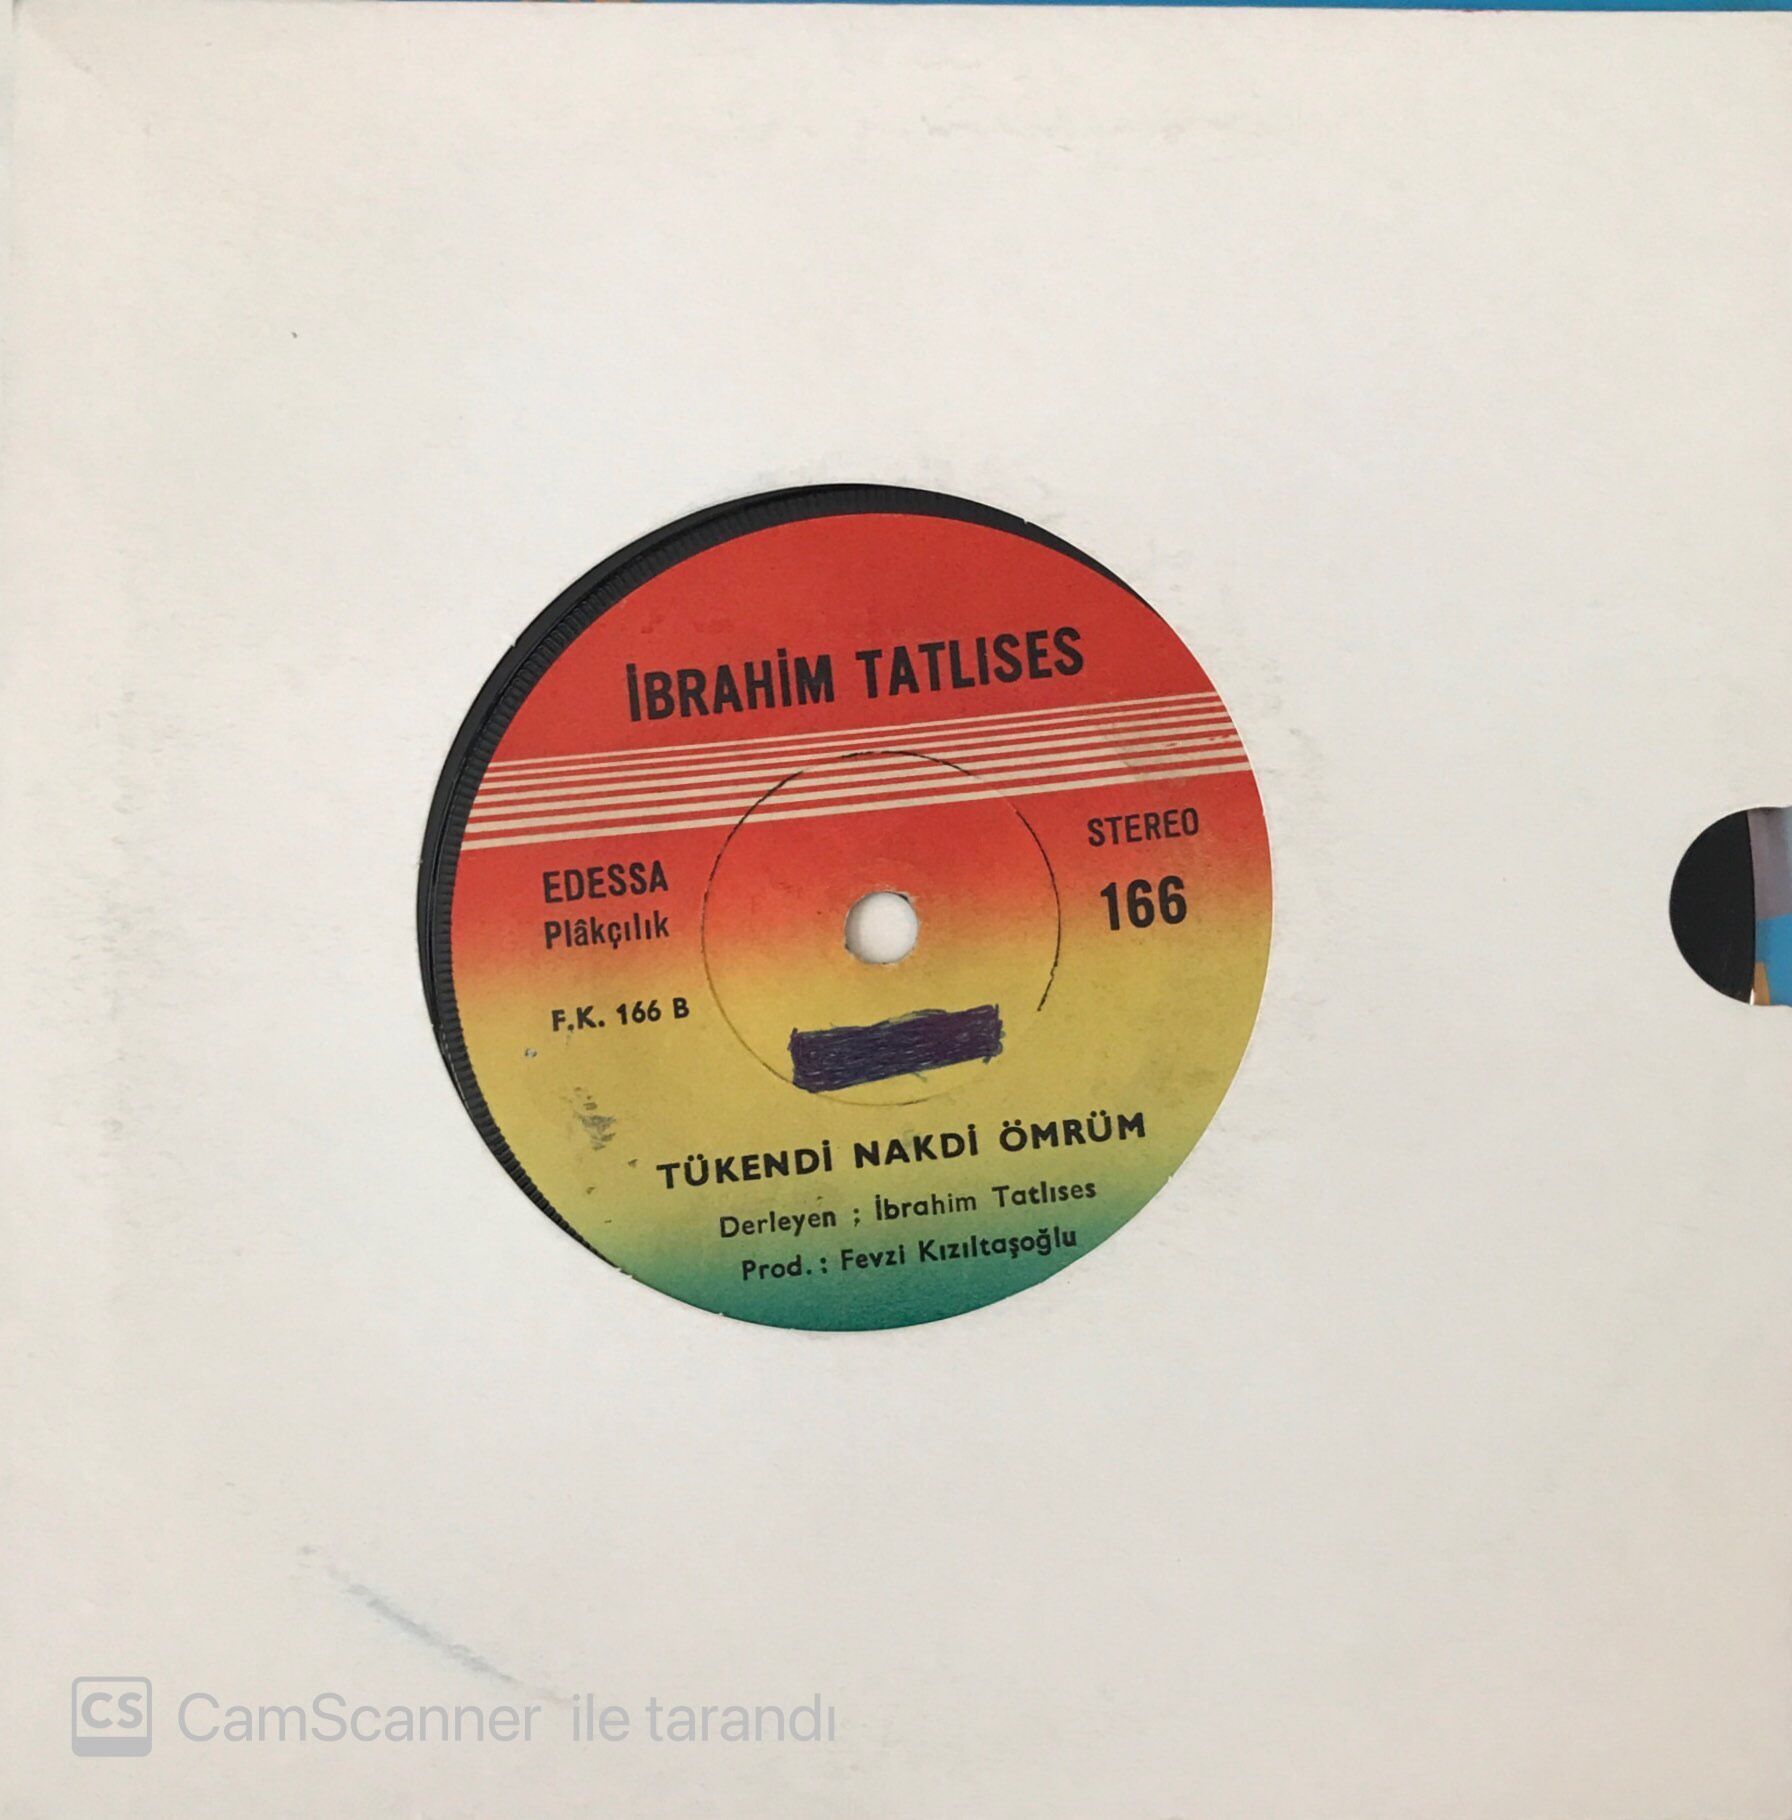 İBRAHİM TATLISES
EDESSA
Plâkçılık
STEREO
166
F.K. 166 B
TÜKENDİ NAKDİ ÖMRÜM
Derleyen ; İbrahim Tatlıses
Prod.: Fevzi Kızıltaşoğlu
CS CamScanner ile tarandı